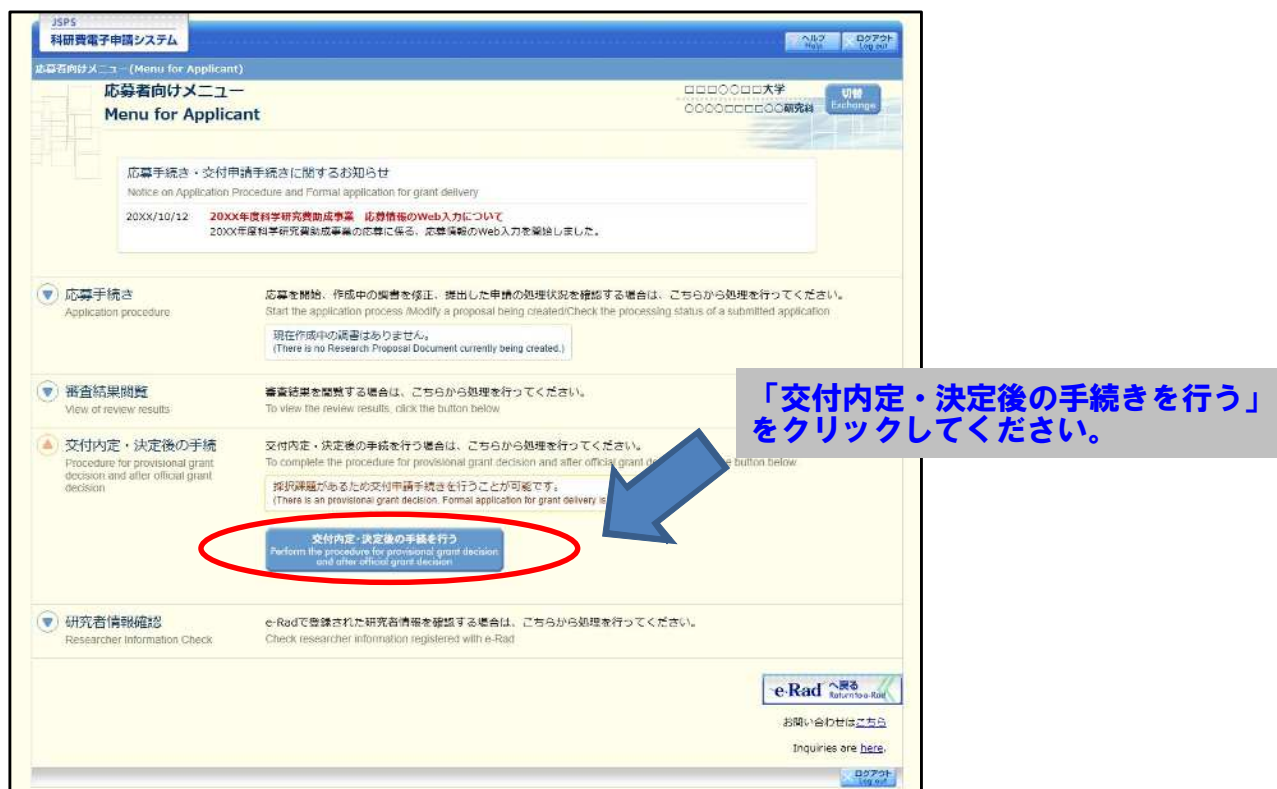 JSPS
科研費電子申請システム
ヘルプ
Help
ログアウト
Log out
応募者向けメニュー(Menu for Applicant)
応募者向けメニュー
Menu for Applicant
□□□○○□□大学
○○○○□□□□○○研究科
切替
Exchange
応募手続き・交付申請手続きに関するお知らせ
Notice on Application Procedure and Formal application for grant delivery
20XX/10/12 20XX年度科学研究費助成事業 応募情報のWeb入力について
20XX年度科学研究費助成事業の応募に係る、応募情報のWeb入力を開始しました。
応募手続き
Application procedure
応募を開始、作成中の調書を修正、提出した申請の処理状況を確認する場合は、こちらから処理を行ってください。
Start the application process /Modify a proposal being created/Check the processing status of a submitted application
現在作成中の調書はありません。
(There is no Research Proposal Document currently being created.)
審査結果閲覧
View of review results
審査結果を閲覧する場合は、こちらから処理を行ってください。
To view the review results, click the button below
「交付内定・決定後の手続きを行う」
をクリックしてください。
交付内定・決定後の手続
Procedure for provisional grant
decision and after official grant
decision
交付内定・決定後の手続を行う場合は、こちらから処理を行ってください。
To complete the procedure for provisional grant decision and after official grant de button below
採択課題があるため交付申請手続きを行うことが可能です。
(There is an provisional grant decision. Formal application for grant delivery is
交付内定・決定後の手続を行う
Perform the procedure for provisional grant decision
and after official grant decision
研究者情報確認
Researcher Information Check
e-Radで登録された研究者情報を確認する場合は、こちらから処理を行ってください。
Check researcher information registered with e-Rad
e-Rad へ戻る
Return to e-Rad
お問い合わせはこちら
Inquiries are here.
ログアウト
Log out